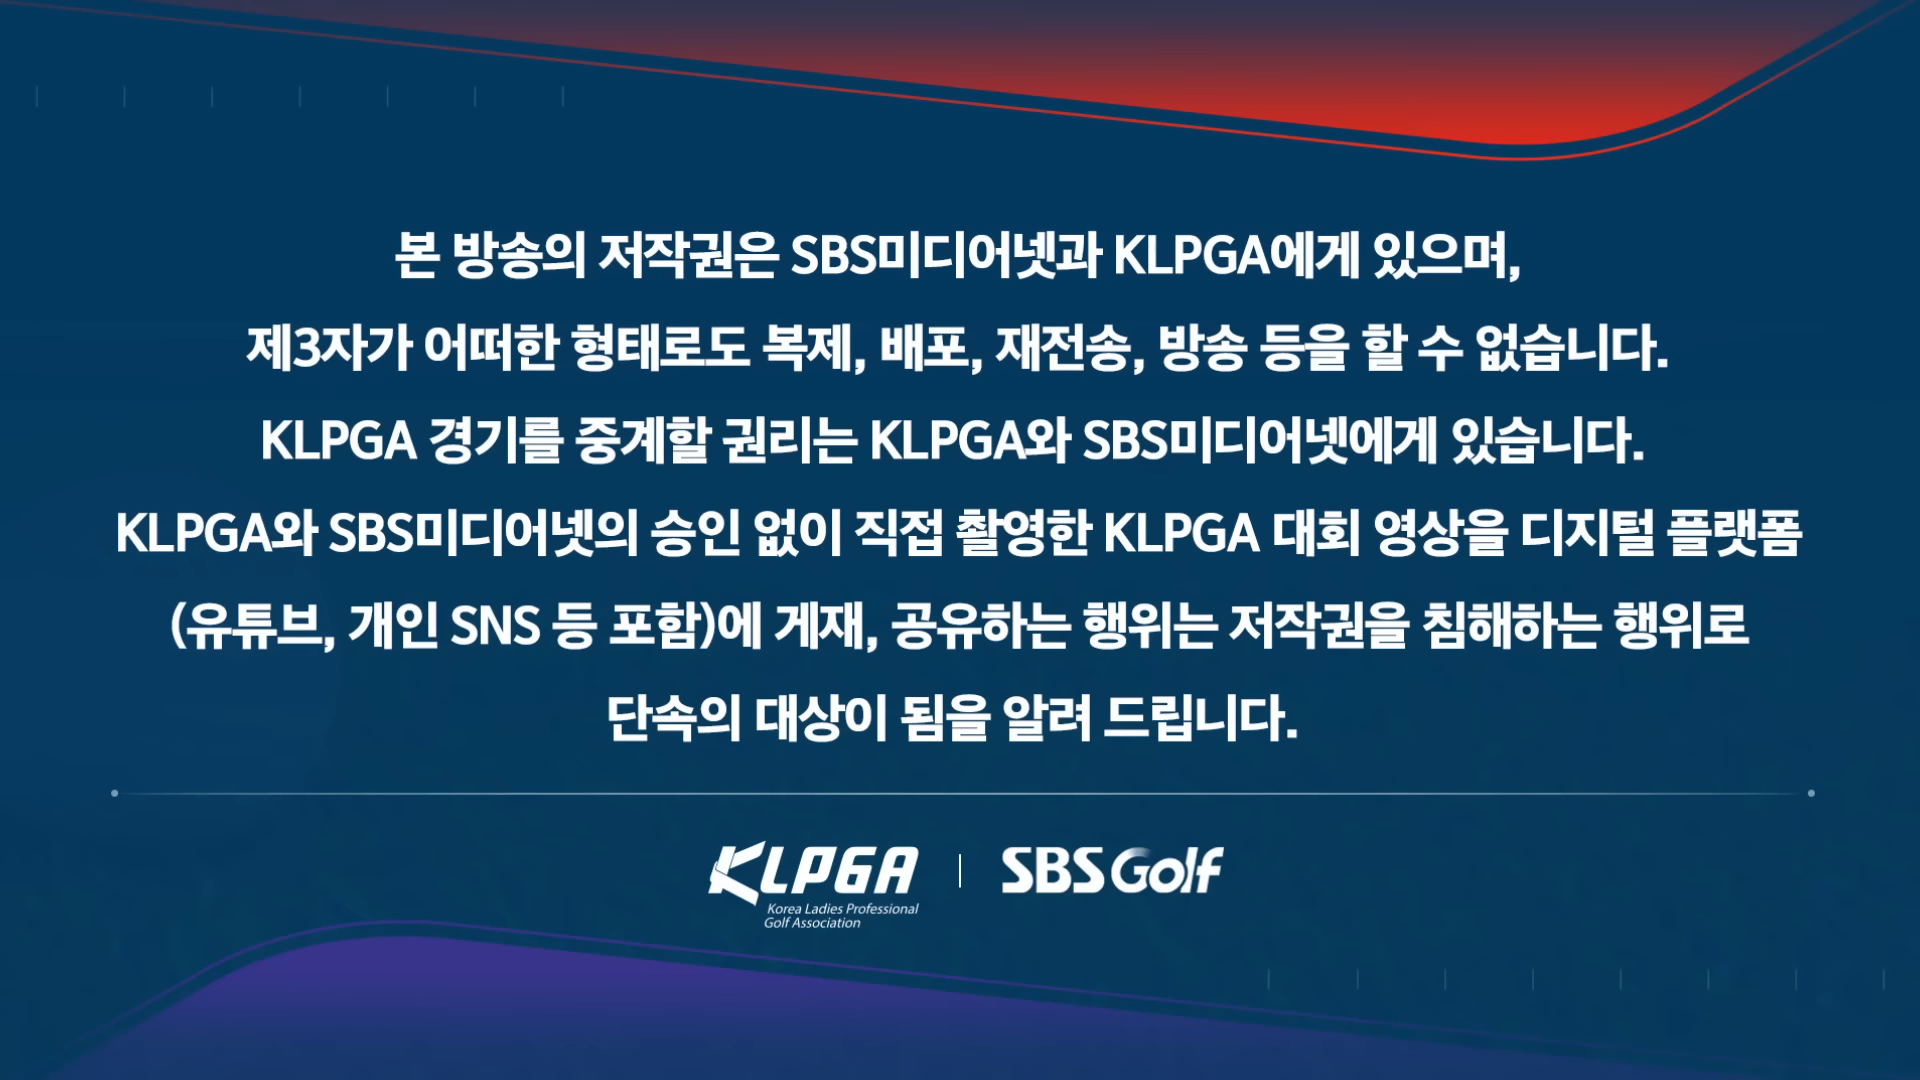 본 방송의 저작권은 SBS미디어넷과 KLPGA에게 있으며,
제3자가 어떠한 형태로도 복제, 배포, 재전송, 방송 등을 할 수 없습니다.
KLPGA 경기를 중계할 권리는 KLPGA와 SBS미디어넷에게 있습니다.
KLPGA와 SBS미디어넷의 승인 없이 직접 촬영한 KLPGA 대회 영상을 디지털 플랫폼
(유튜브, 개인 SNS 등 포함)에 게재, 공유하는 행위는 저작권을 침해하는 행위로
단속의 대상이 됨을 알려 드립니다.
KLPGA
Korea Ladies Professional
Golf Association
SBS Golf